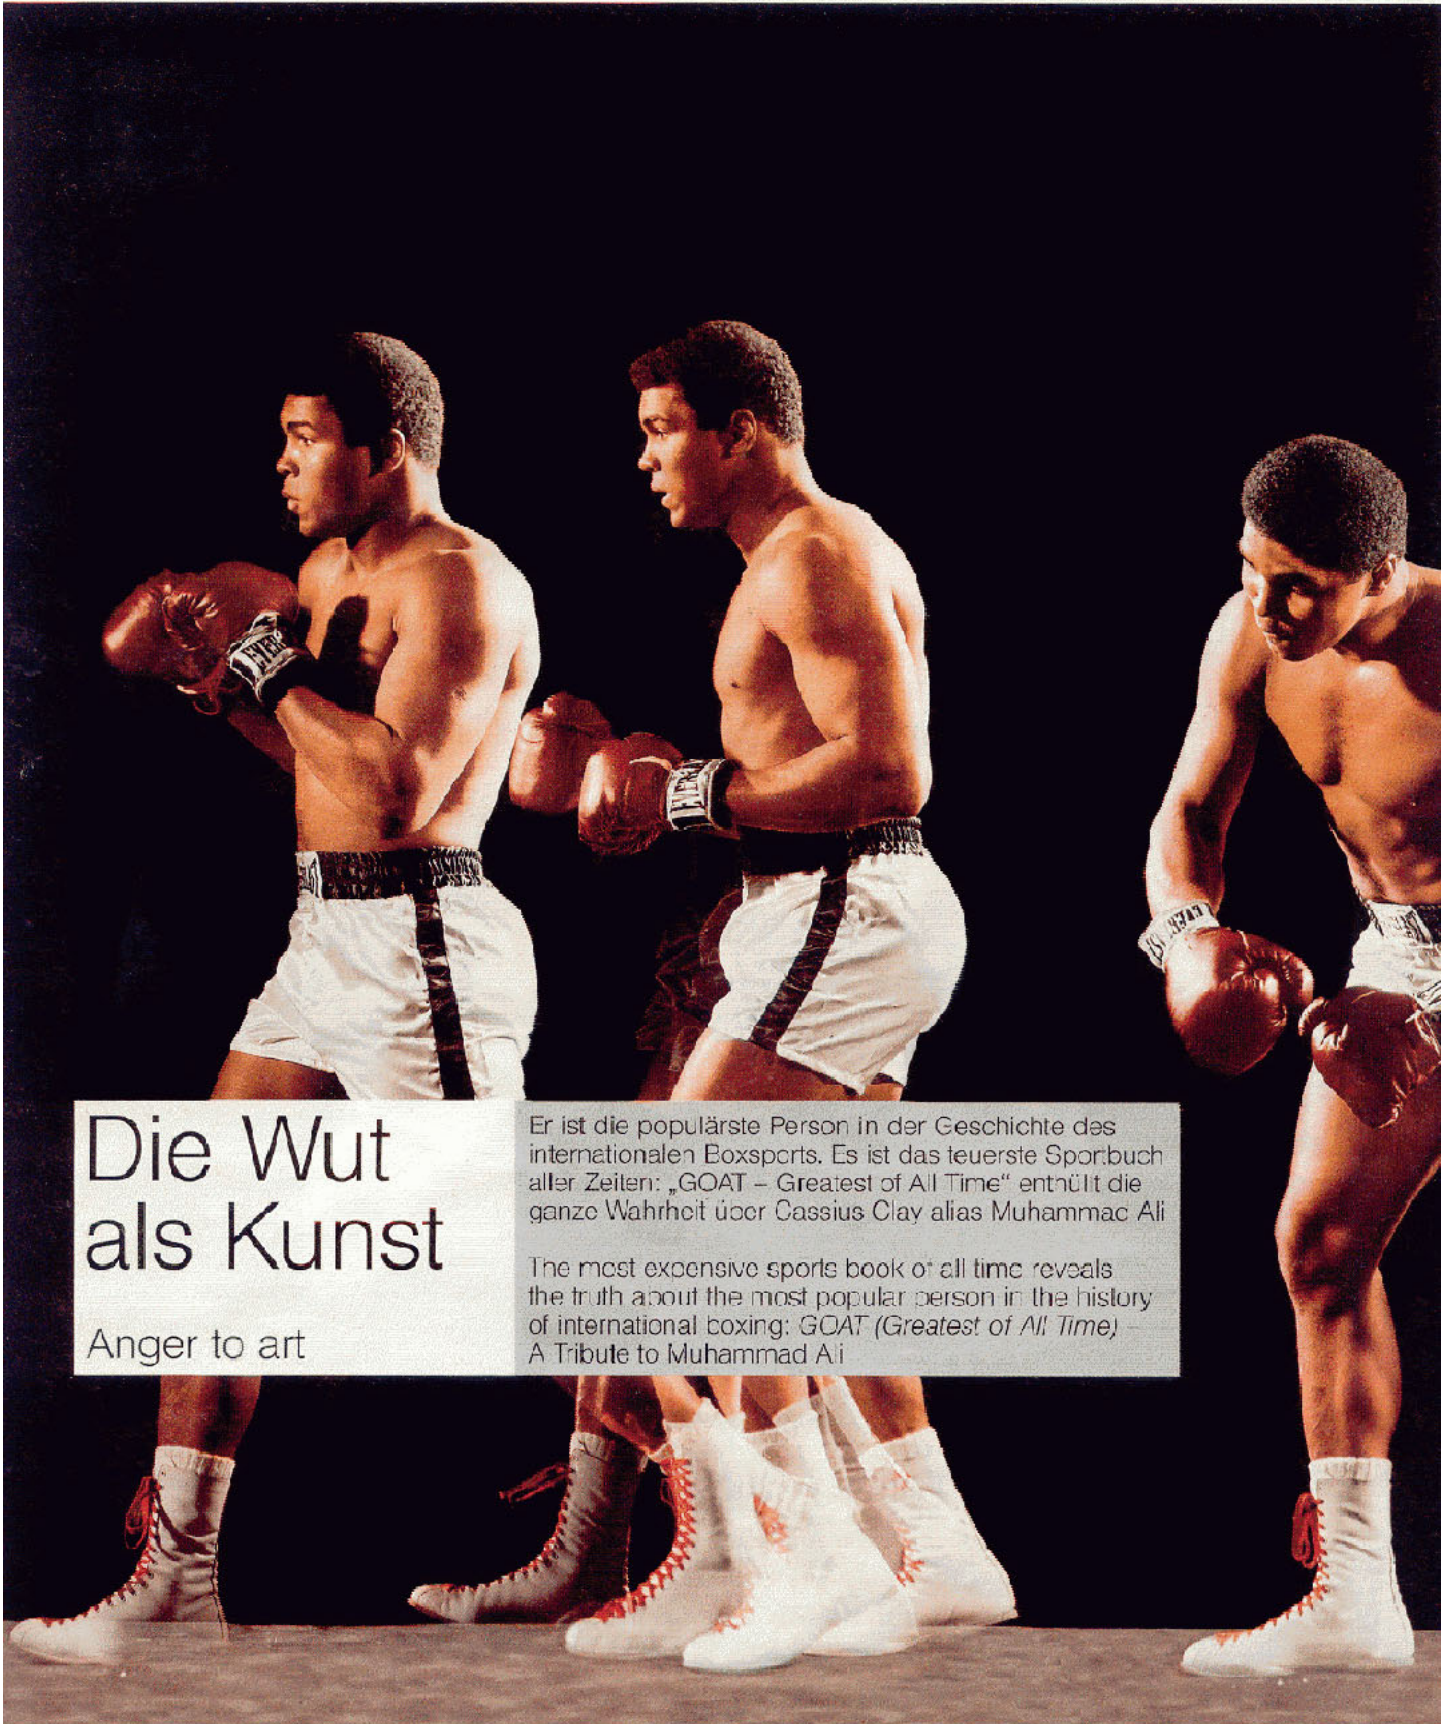 Die Wut
als Kunst
Anger to art
Er ist die populärste Person in der Geschichte des
internationalen Boxsports. Es ist das teuerste Sportbuch
aller Zeiten: „GOAT – Greatest of All Time“ enthüllt die
ganze Wahrheit über Cassius Clay alias Muhammad Ali
The most expensive sports book of all time reveals
the truth about the most popular person in the history
of international boxing: GOAT (Greatest of All Time) –
A Tribute to Muhammad Ali